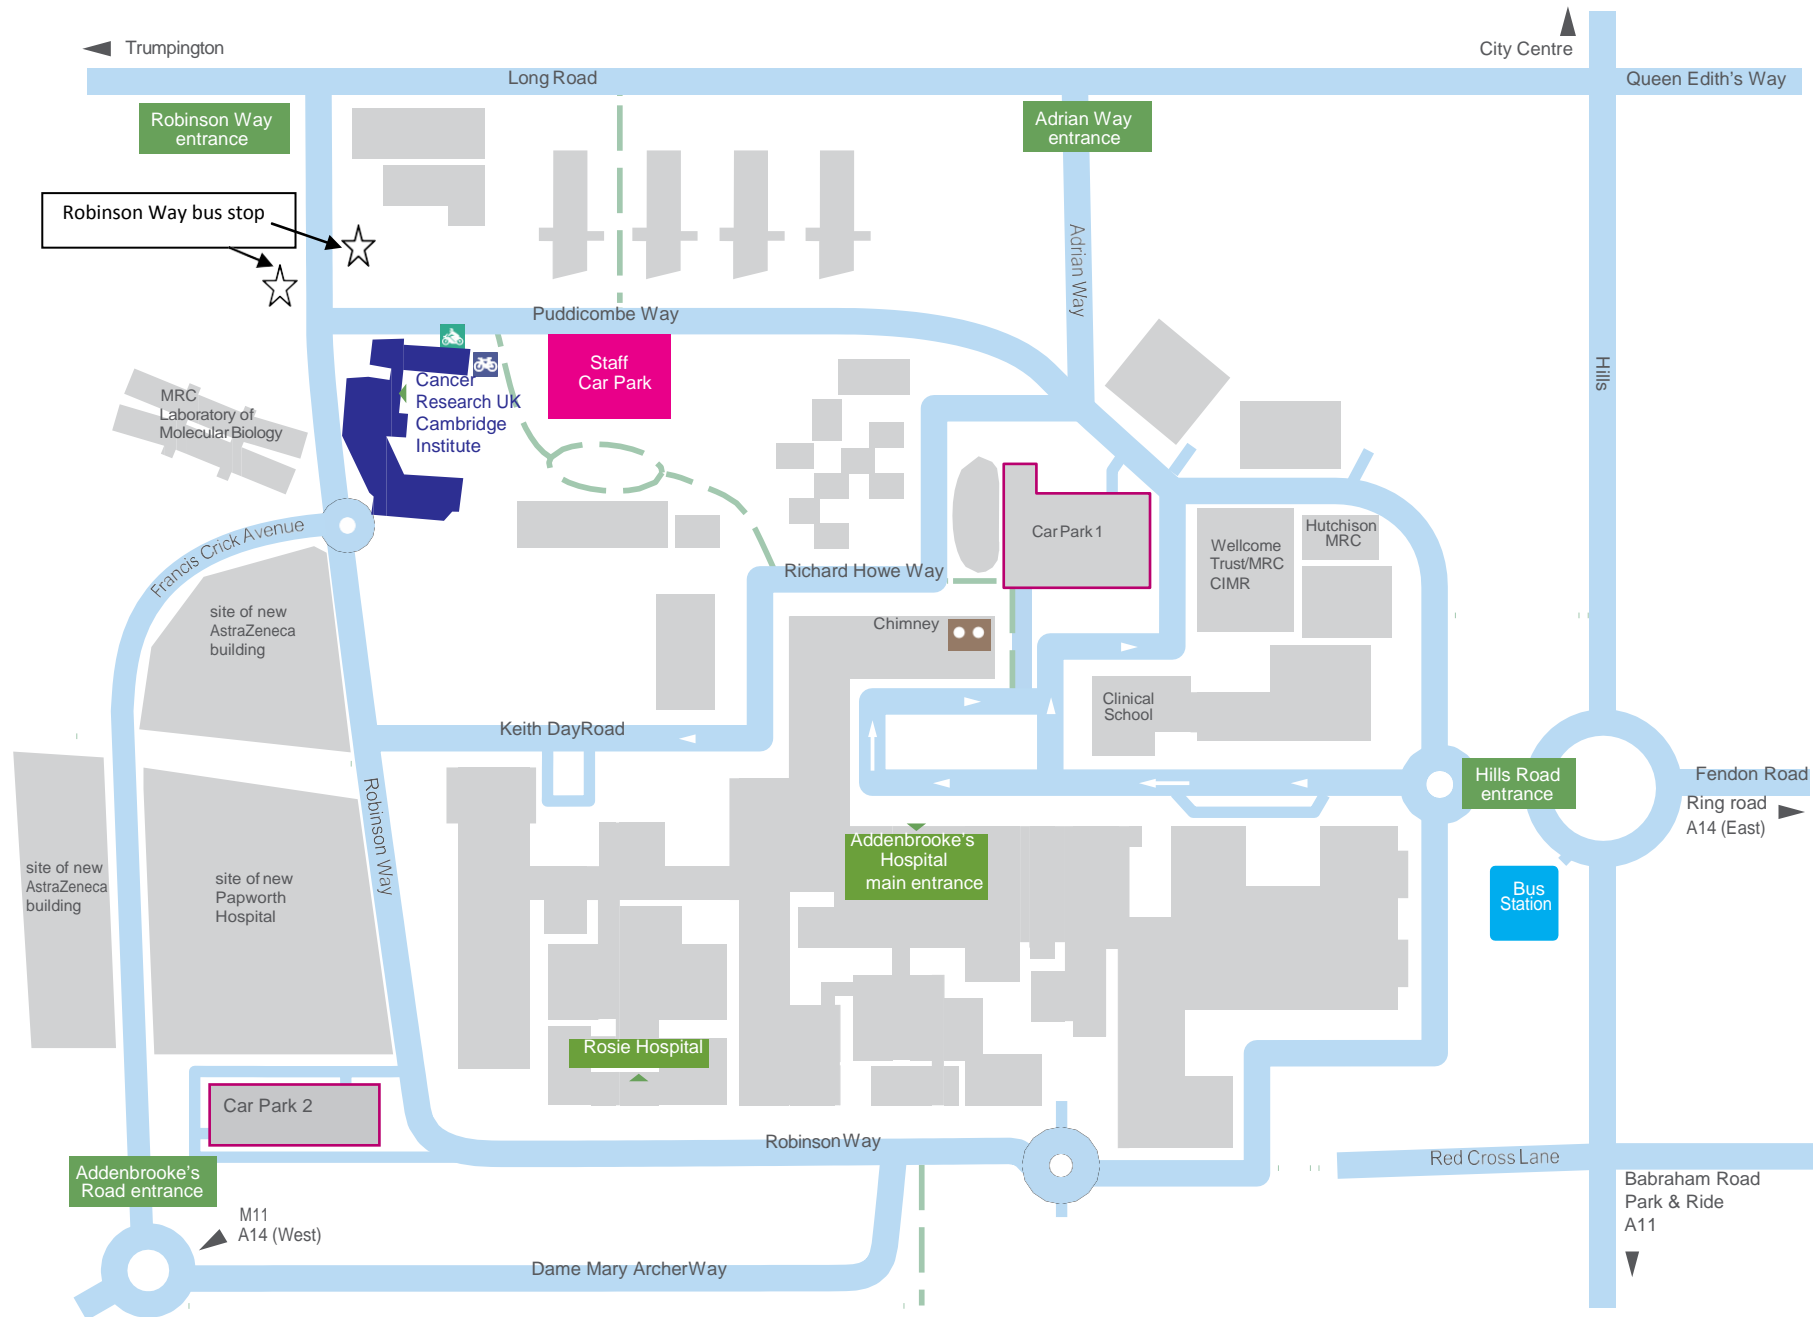 Trumpington
City Centre
Long Road
Queen Edith's Way
Robinson Way
entrance
Adrian Way
entrance
Robinson Way bus stop
Adrian Way
Puddicombe Way
Staff
Car Park
Hills
Cancer
Research UK
Cambridge
Institute
MRC
Laboratory of
Molecular Biology
Francis Crick Avenue
Car Park 1
Wellcome
Trust/MRC
CIMR
Hutchison
MRC
Richard Howe Way
site of new
AstraZeneca
building
Chimney
Clinical
School
Keith Day Road
Robinson Way
Hills Road
entrance
Fendon Road
Ring road
A14 (East)
Addenbrooke's
Hospital
main entrance
site of new
AstraZeneca
building
site of new
Papworth
Hospital
Bus
Station
Rosie Hospital
Car Park 2
Robinson Way
Red Cross Lane
Addenbrooke's
Road entrance
Babraham Road
Park & Ride
A11
M11
A14 (West)
Dame Mary Archer Way